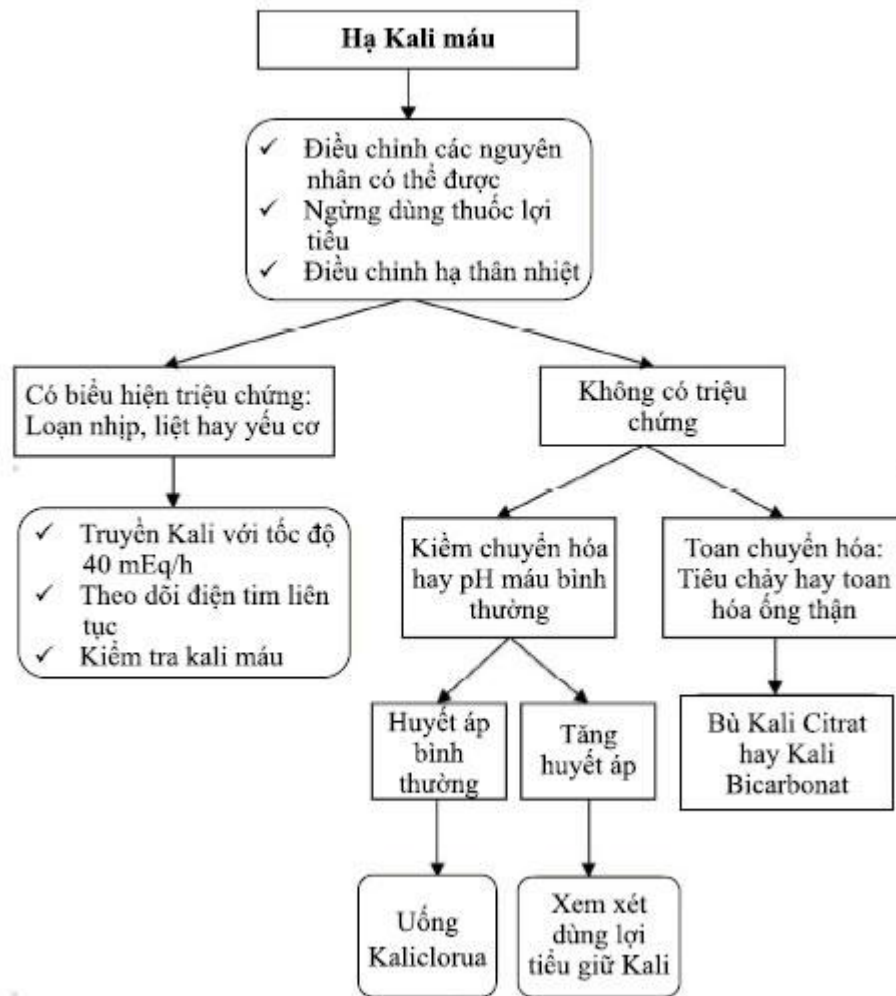 Hạ Kali máu
✓ Điều chỉnh các nguyên
nhân có thể được
✓ Ngừng dùng thuốc lợi
tiểu
✓ Điều chỉnh hạ thân nhiệt
Có biểu hiện triệu chứng:
Loạn nhịp, liệt hay yếu cơ
Không có triệu
chứng
✓ Truyền Kali với tốc độ
40 mEq/h
✓ Theo dõi điện tim liên
tục
✓ Kiểm tra kali máu
Kiềm chuyển hóa
hay pH máu bình
thường
Toan chuyển hóa:
Tiêu chảy hay toan
hóa ống thận
Huyết áp
bình
thường
Tăng
huyết áp
Bù Kali Citrat
hay Kali
Bicarbonat
Uống
Kaliclorua
Xem xét
dùng lợi
tiểu giữ Kali